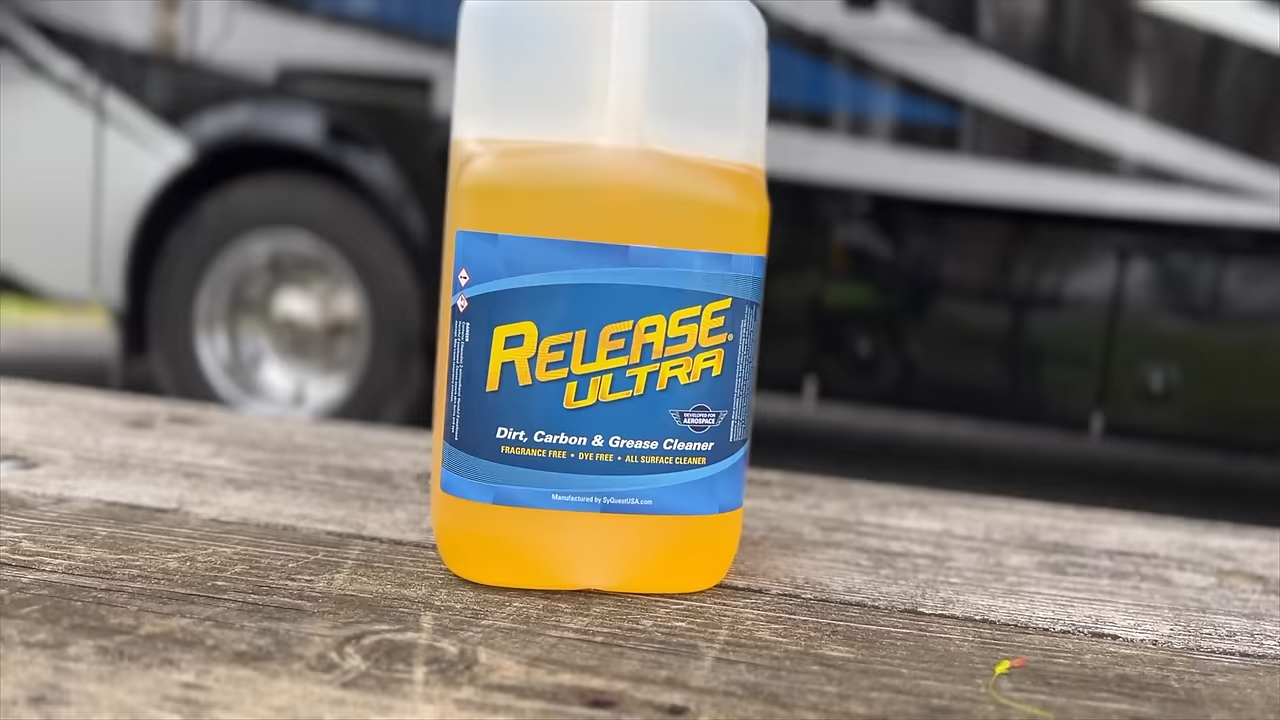 RELEASE®
ULTRA
DEVELOPED FOR
AEROSPACE
Dirt, Carbon & Grease Cleaner
FRAGRANCE FREE • DYE FREE • ALL SURFACE CLEANER
Manufactured by SyQuestUSA.com
DANGER